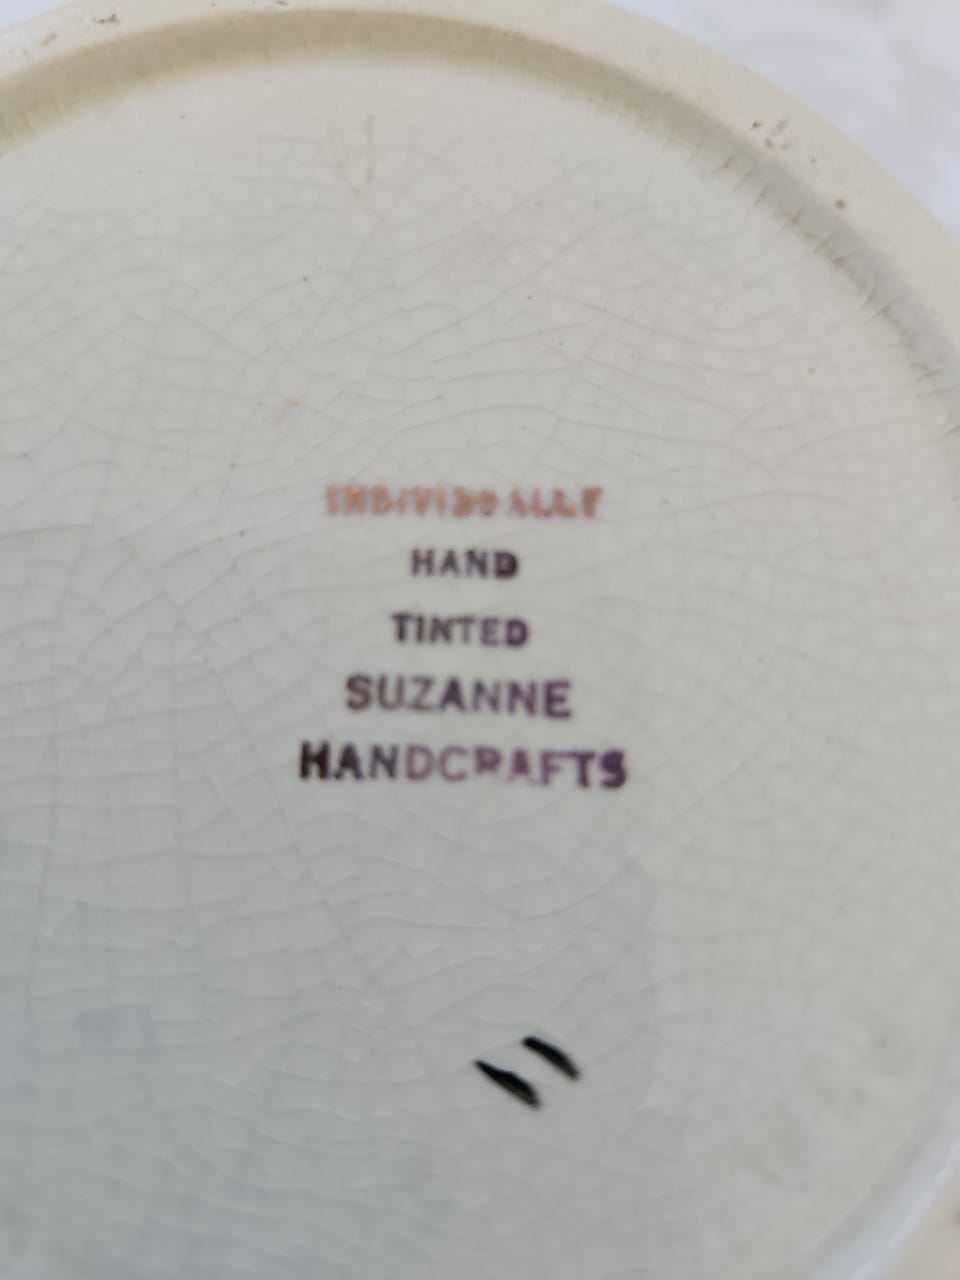 INDIVIDUALLY
HAND
TINTED
SUZANNE
HANDCRAFTS